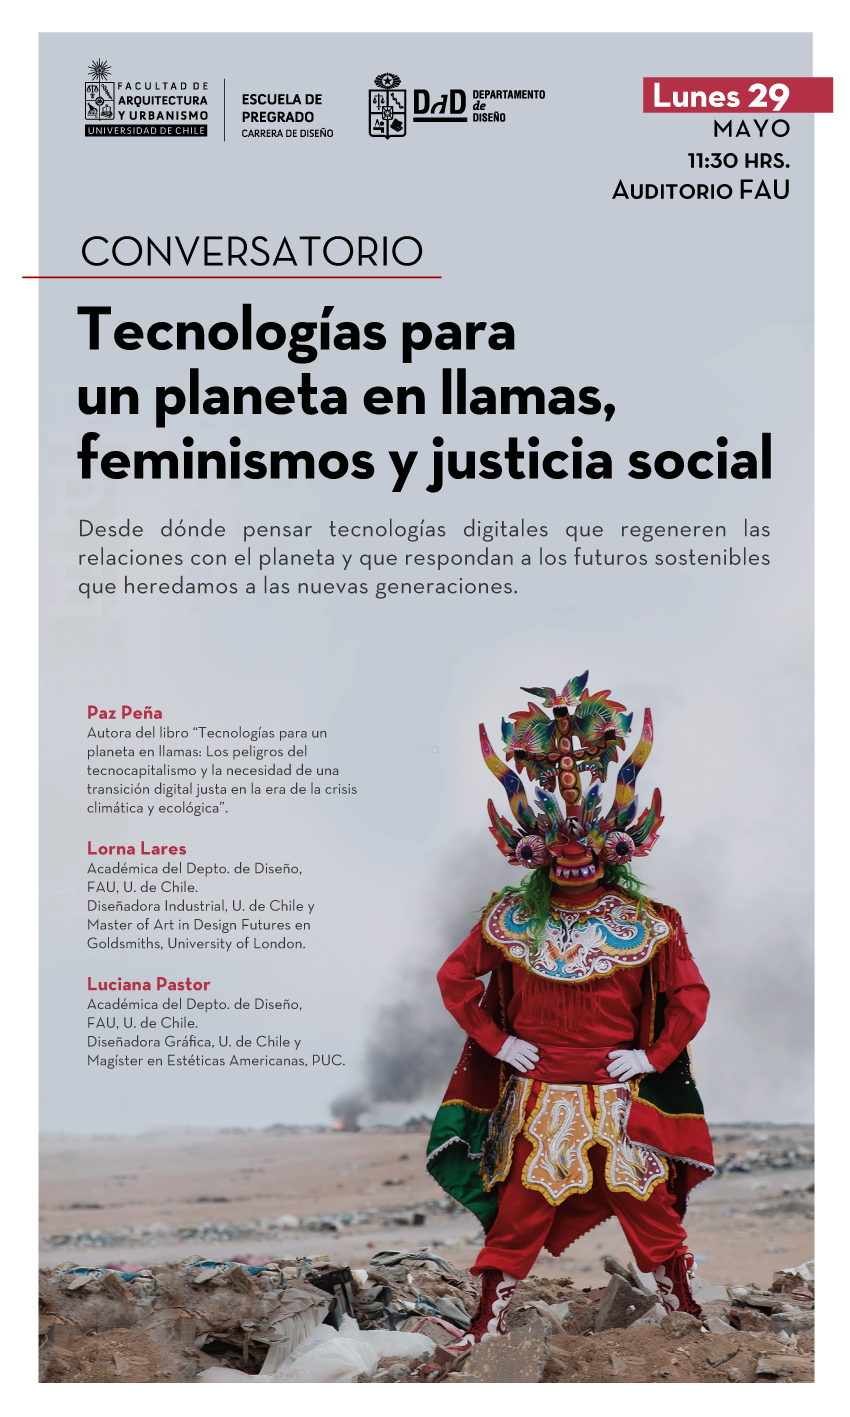 FACULTAD DE
ARQUITECTURA
Y URBANISMO
UNIVERSIDAD DE CHILE
ESCUELA DE
PREGRADO
CARRERA DE DISEÑO
DdD
DEPARTAMENTO
de
DISEÑO
Lunes 29
MAYO
11:30 HRS.
AUDITORIO FAU
CONVERSATORIO
Tecnologías para
un planeta en llamas,
feminismos y justicia social
Desde dónde pensar tecnologías digitales que regeneren las
relaciones con el planeta y que respondan a los futuros sostenibles
que heredamos a las nuevas generaciones.
Paz Peña
Autora del libro “Tecnologías para un
planeta en llamas: Los peligros del
tecnocapitalismo y la necesidad de una
transición digital justa en la era de la crisis
climática y ecológica”.
Lorna Lares
Académica del Depto. de Diseño,
FAU, U. de Chile.
Diseñadora Industrial, U. de Chile y
Master of Art in Design Futures en
Goldsmiths, University of London.
Luciana Pastor
Académica del Depto. de Diseño,
FAU, U. de Chile.
Diseñadora Gráfica, U. de Chile y
Magíster en Estéticas Americanas, PUC.